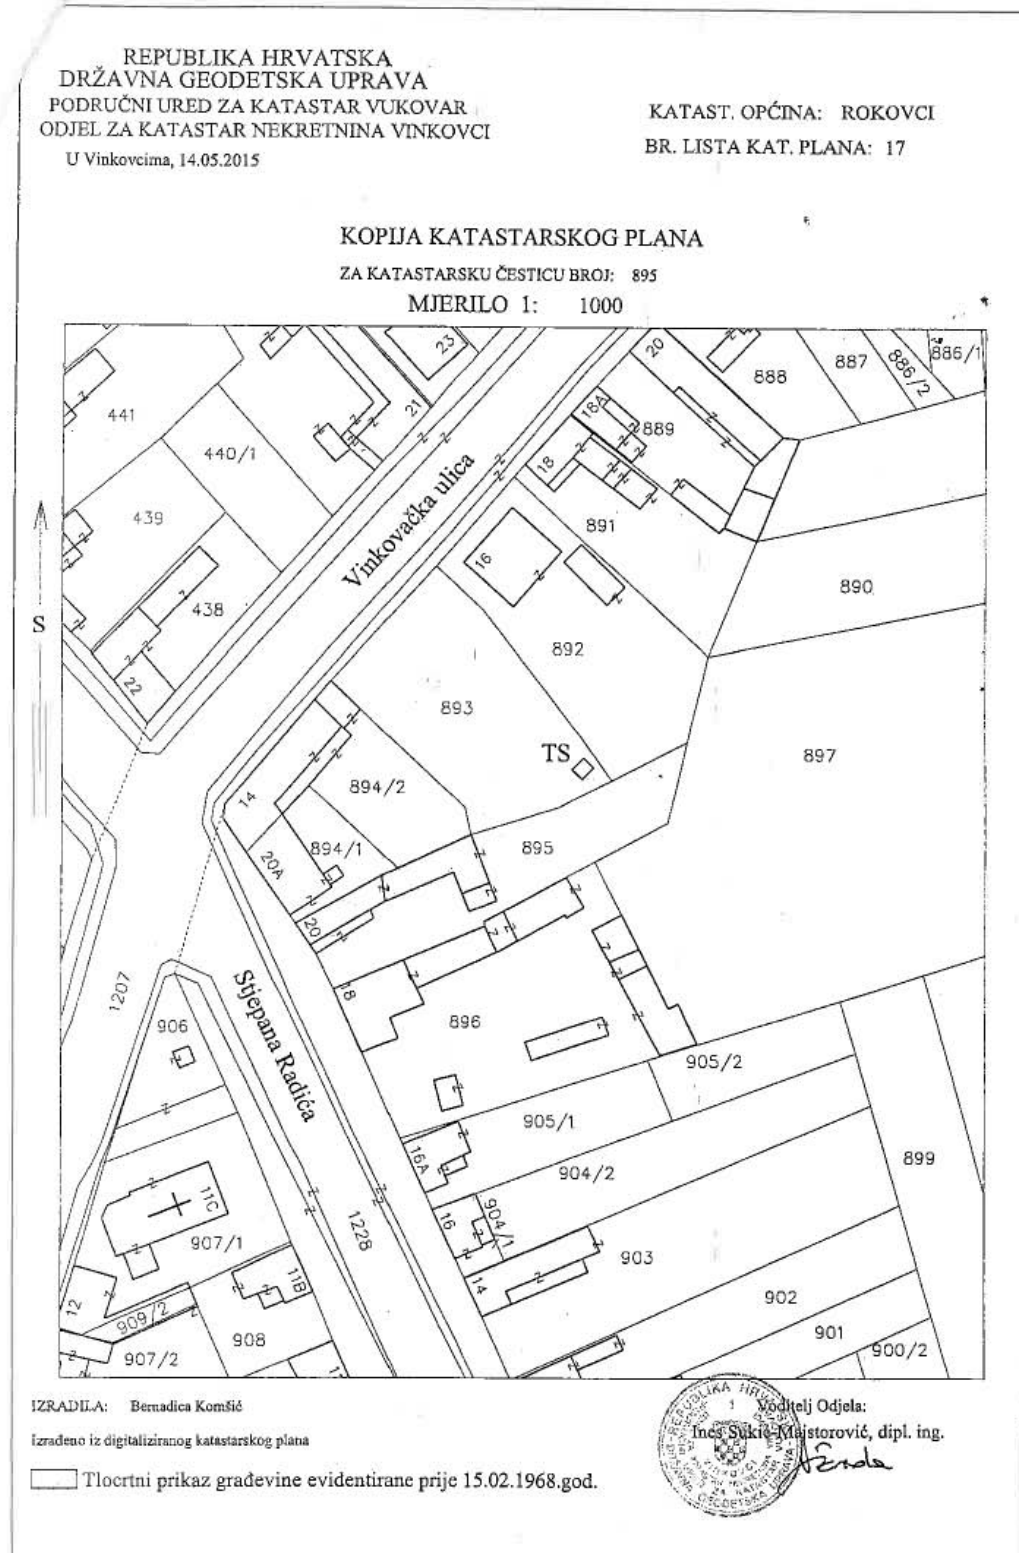 REPUBLIKA HRVATSKA
DRŽAVNA GEODETSKA UPRAVA
PODRUČNI URED ZA KATASTAR VUKOVAR
ODJEL ZA KATASTAR NEKRETNINA VINKOVCI
U Vinkovcima, 14.05.2015
KATAST. OPĆINA: ROKOVCI
BR. LISTA KAT. PLANA: 17
KOPIJA KATASTARSKOG PLANA
ZA KATASTARSKU ČESTICU BROJ: 895
MJERILO 1: 1000
23
20
888
887
886/2
886/1
441
21
18A
889
440/1
18
439
Vinkovačka ulica
891
16
438
890
S
22
892
893
TS
897
14
894/2
20A
894/1
895
20
1207
18
906
Stjepana Radića
896
905/2
905/1
16A
904/2
899
11C
16
904/1
1228
907/1
903
14
12
11B
909/2
902
908
901
907/2
900/2
IZRADILA: Bernadica Komšić
Izrađeno iz digitaliziranog katastarskog plana
Tlocrtni prikaz građevine evidentirane prije 15.02.1968.god.
Voditelj Odjela:
Ines Sukić-Majstorović, dipl. ing.
REPUBLIKA HRVATSKA